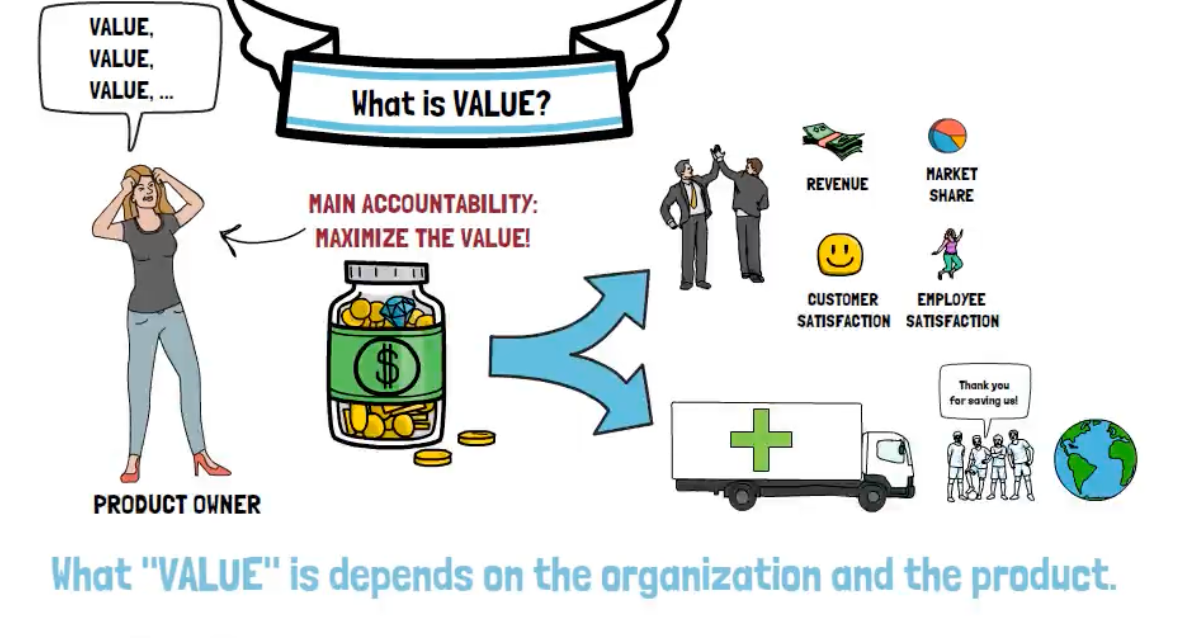 VALUE,
VALUE,
VALUE, ...
What is VALUE?
MAIN ACCOUNTABILITY:
MAXIMIZE THE VALUE!
$
PRODUCT OWNER
REVENUE
MARKET
SHARE
CUSTOMER
SATISFACTION
EMPLOYEE
SATISFACTION
Thank you
for saving us!
What "VALUE" is depends on the organization and the product.